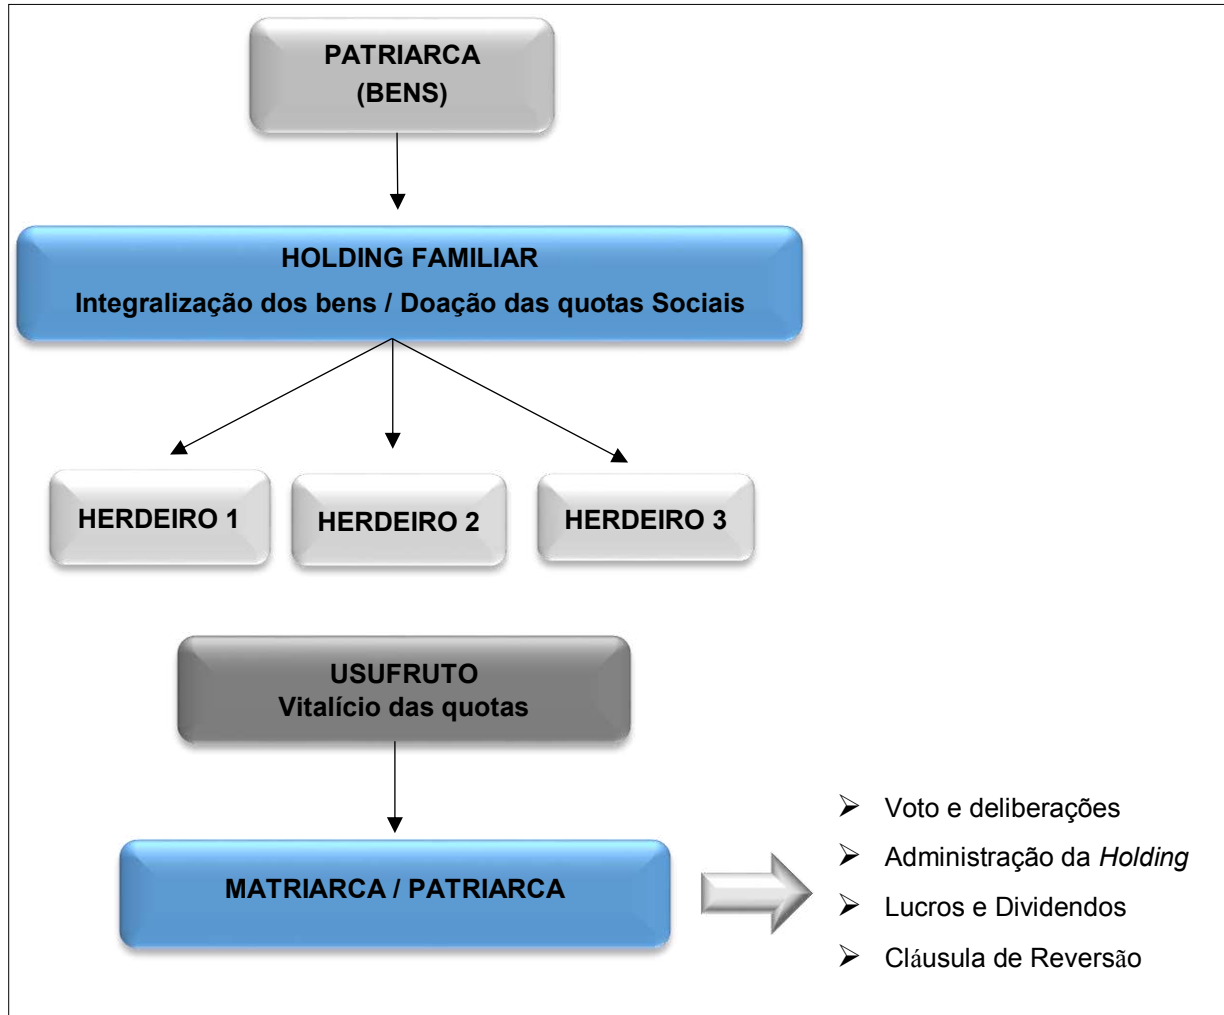 PATRIARCA
(BENS)
HOLDING FAMILIAR
Integralização dos bens / Doação das quotas Sociais
HERDEIRO 1
HERDEIRO 2
HERDEIRO 3
USUFRUTO
Vitalício das quotas
MATRIARCA / PATRIARCA
➢ Voto e deliberações
➢ Administração da Holding
➢ Lucros e Dividendos
➢ Cláusula de Reversão